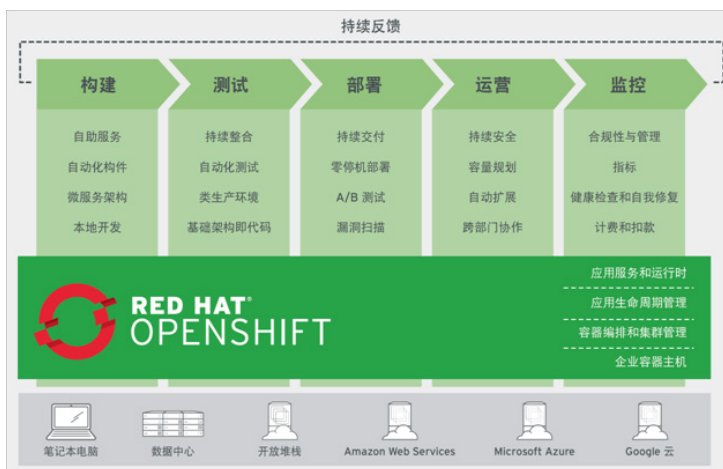 持续反馈
构建
测试
部署
运营
监控
自助服务
自动化构件
微服务架构
本地开发
持续整合
自动化测试
类生产环境
基础架构即代码
持续交付
零停机部署
A/B 测试
漏洞扫描
持续安全
容量规划
自动扩展
跨部门协作
合规性与管理
指标
健康检查和自我修复
计费和扣款
RED HAT®
OPENSHIFT
应用服务和运行时
应用生命周期管理
容器编排和集群管理
企业容器主机
笔记本电脑
数据中心
开放堆栈
Amazon Web Services
Microsoft Azure
Google 云